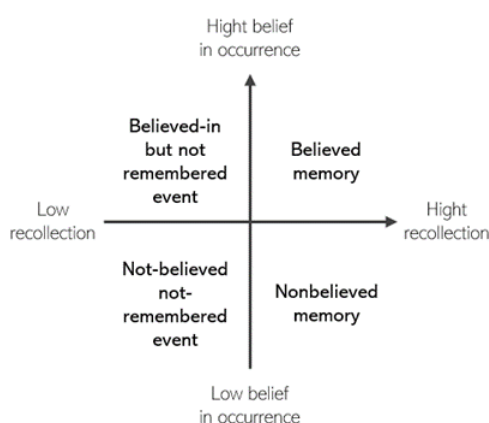 Hight belief
in occurrence
Believed-in
but not
remembered
event
Believed
memory
Low
recollection
Hight
recollection
Not-believed
not-
remembered
event
Nonbelieved
memory
Low belief
in occurrence